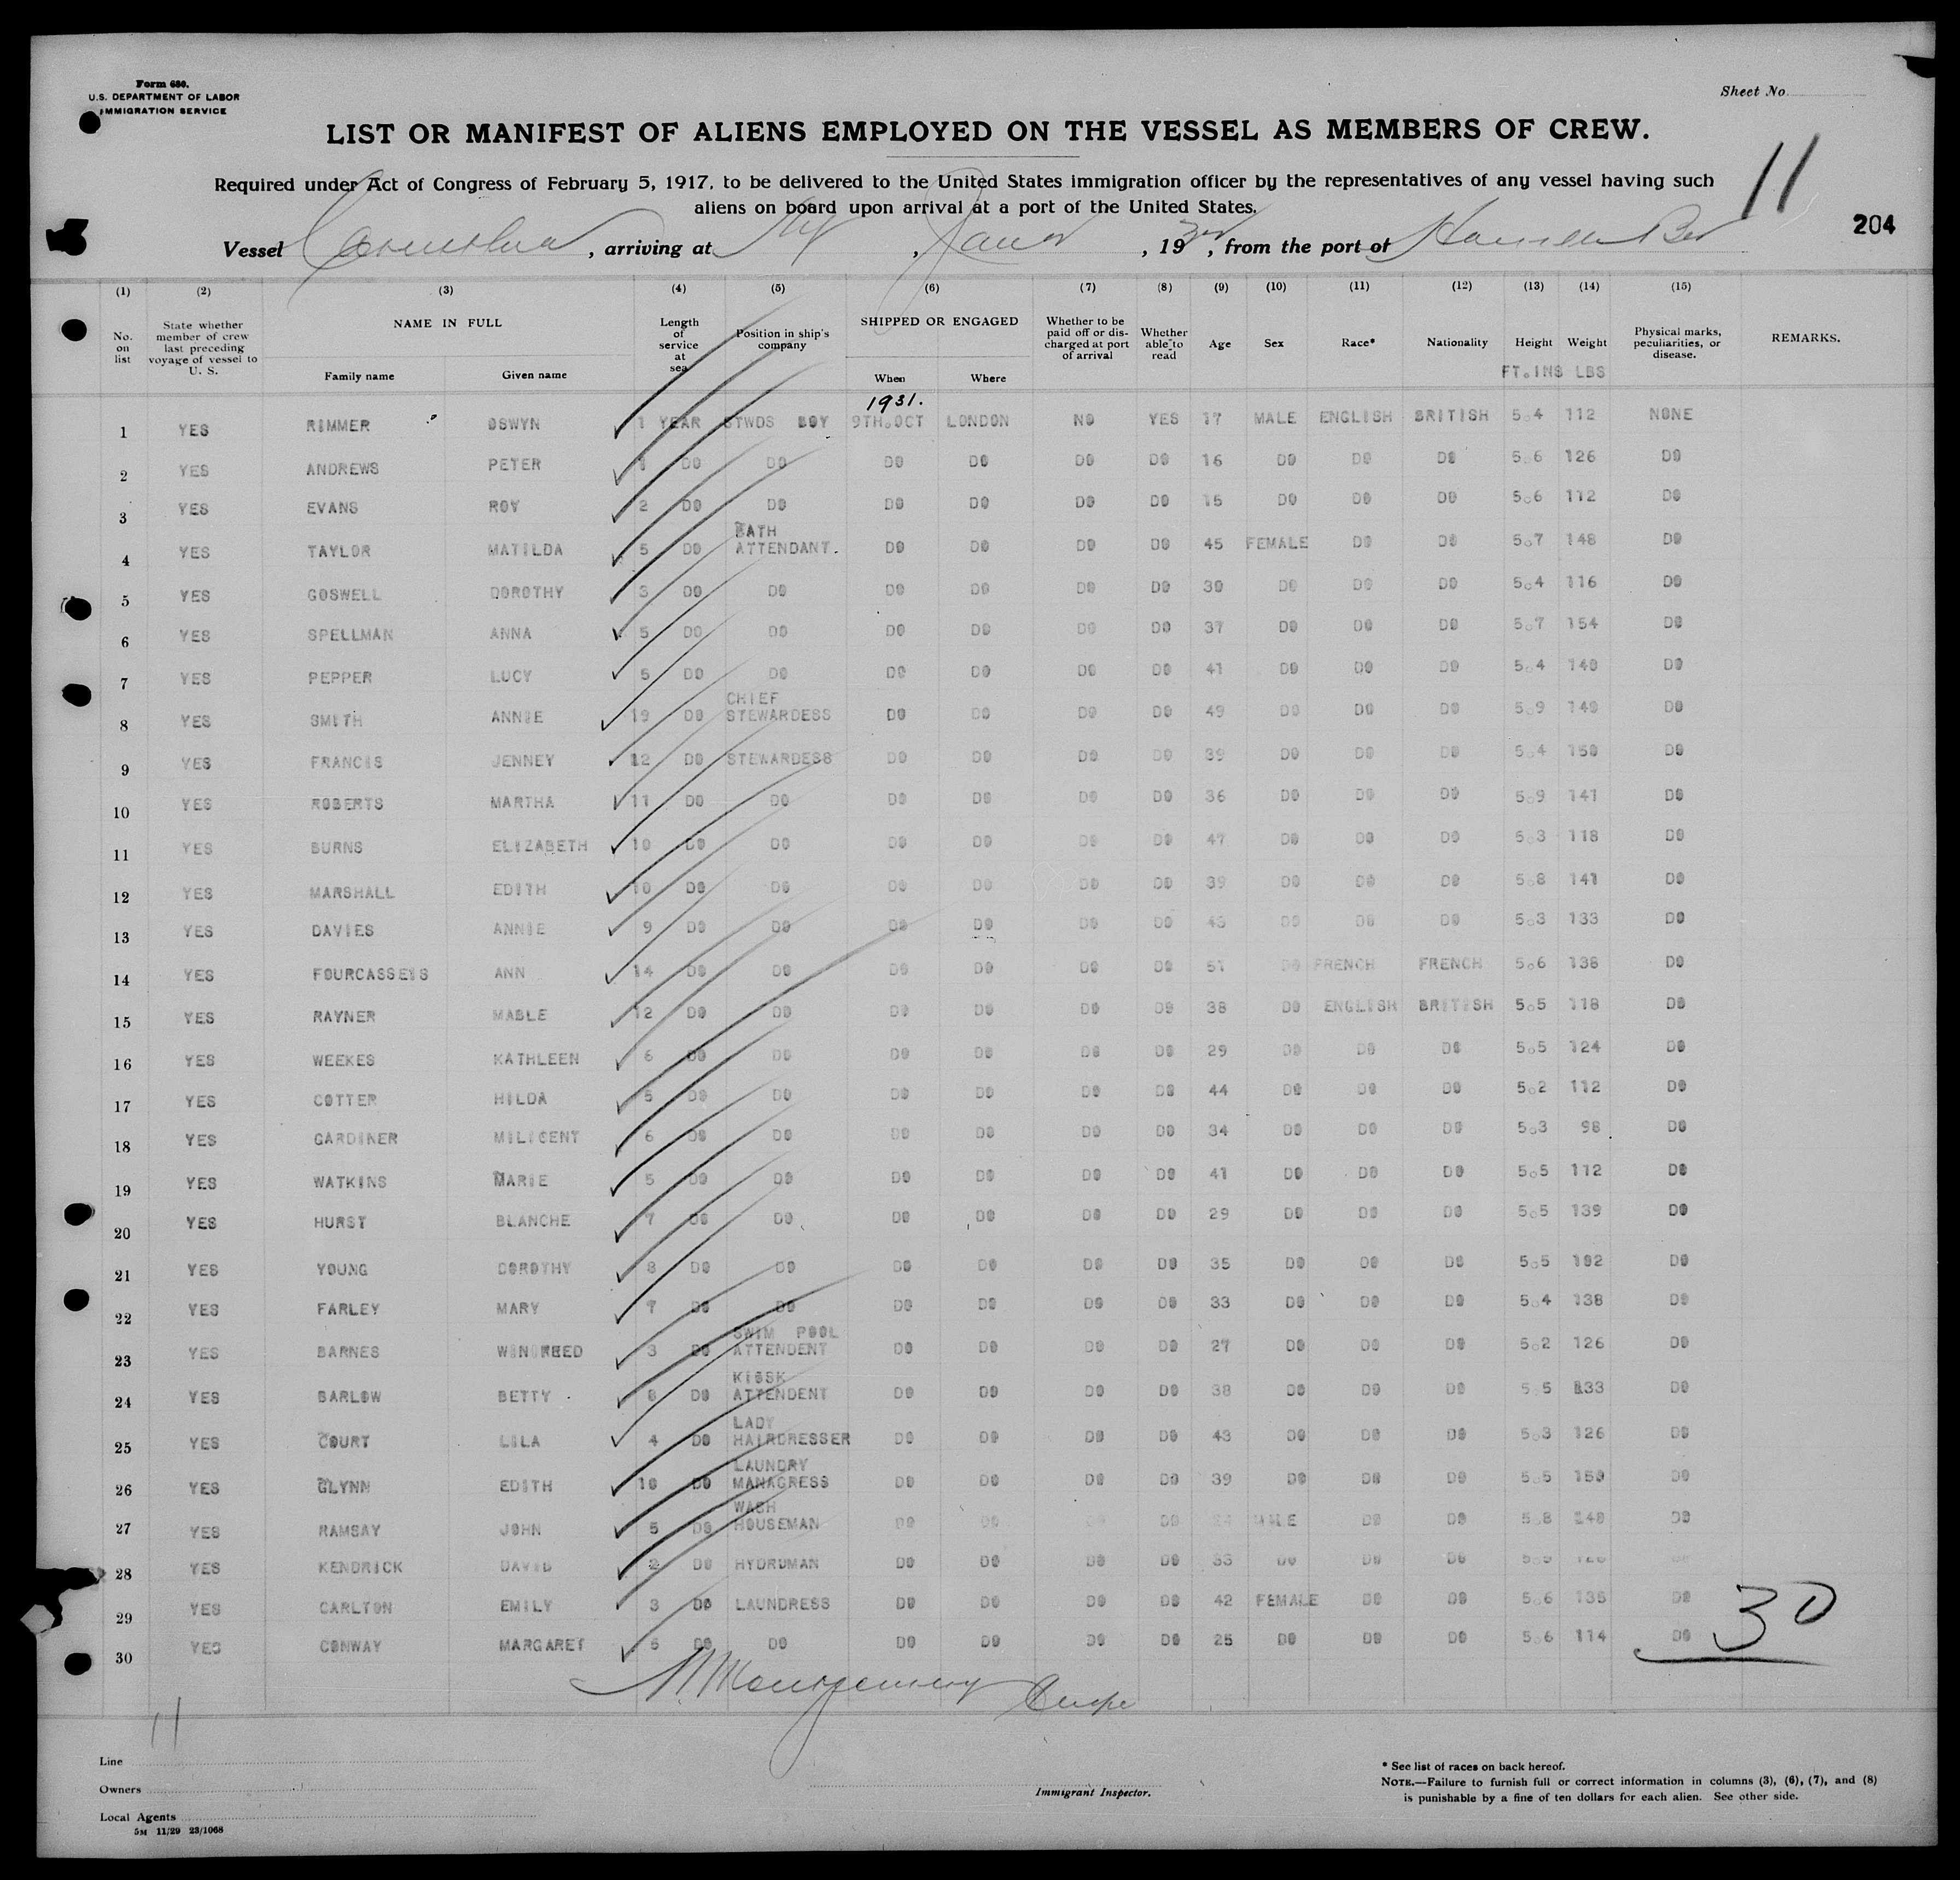 Form 680.
U.S. DEPARTMENT OF LABOR
IMMIGRATION SERVICE
Sheet No.
LIST OR MANIFEST OF ALIENS EMPLOYED ON THE VESSEL AS MEMBERS OF CREW.
11
Required under Act of Congress of February 5, 1917, to be delivered to the United States immigration officer by the representatives of any vessel having such
aliens on board upon arrival at a port of the United States.
204
Vessel , arriving at NY , , 19 , from the port of
(1) (2) (3) (4) (5) (6) (7) (8) (9) (10) (11) (12) (13) (14) (15)
No. on list State whether member of crew last preceding voyage of vessel to U. S. NAME IN FULL Family name Given name Length of service at sea Position in ship's company SHIPPED OR ENGAGED When Where Whether to be paid off or discharged at port of arrival Whether able to read Age Sex Race* Nationality Height Weight Physical marks, peculiarities, or disease. REMARKS.
FT.INS LBS
1931.
1 YES RIMMER OSWYN 1 YEAR STWDS BOY 9TH.OCT LONDON NO YES 17 MALE ENGLISH BRITISH 5.4 112 NONE
2 YES ANDREWS PETER 1 DO DO DO DO DO DO 16 DO DO DO 5.6 126 DO
3 YES EVANS ROY 2 DO DO DO DO DO DO 15 DO DO DO 5.6 112 DO
4 YES TAYLOR MATILDA 5 DO BATH ATTENDANT. DO DO DO DO 45 FEMALE DO DO 5.7 148 DO
5 YES GOSWELL DOROTHY 3 DO DO DO DO DO DO 39 DO DO DO 5.4 116 DO
6 YES SPELLMAN ANNA 5 DO DO DO DO DO DO 37 DO DO DO 5.7 154 DO
7 YES PEPPER LUCY 5 DO DO DO DO DO DO 41 DO DO DO 5.4 140 DO
8 YES SMITH ANNIE 19 DO CHIEF STEWARDESS DO DO DO DO 49 DO DO DO 5.9 149 DO
9 YES FRANCIS JENNEY 12 DO STEWARDESS DO DO DO DO 39 DO DO DO 5.4 150 DO
10 YES ROBERTS MARTHA 11 DO DO DO DO DO DO 36 DO DO DO 5.9 141 DO
11 YES BURNS ELIZABETH 10 DO DO DO DO DO DO 47 DO DO DO 5.3 118 DO
12 YES MARSHALL EDITH 10 DO DO DO DO DO DO 39 DO DO DO 5.8 141 DO
13 YES DAVIES ANNIE 9 DO DO DO DO DO DO 43 DO DO DO 5.3 133 DO
14 YES FOURCASSEIS ANN 14 DO DO DO DO DO DO 51 DO FRENCH FRENCH 5.6 138 DO
15 YES RAYNER MABLE 12 DO DO DO DO DO DO 38 DO ENGLISH BRITISH 5.5 118 DO
16 YES WEEKES KATHLEEN 6 DO DO DO DO DO DO 29 DO DO DO 5.5 124 DO
17 YES COTTER HILDA 5 DO DO DO DO DO DO 44 DO DO DO 5.2 112 DO
18 YES GARDINER MILICENT 6 DO DO DO DO DO DO 34 DO DO DO 5.3 98 DO
19 YES WATKINS MARIE 5 DO DO DO DO DO DO 41 DO DO DO 5.5 112 DO
20 YES HURST BLANCHE 7 DO DO DO DO DO DO 29 DO DO DO 5.5 139 DO
21 YES YOUNG DOROTHY 8 DO DO DO DO DO DO 35 DO DO DO 5.5 DO
22 YES FARLEY MARY 7 DO DO DO DO DO DO 33 DO DO DO 5.4 138 DO
23 YES BARNES 3 DO SWIM POOL ATTENDENT DO DO DO DO 27 DO DO DO 5.2 126 DO
24 YES BARLOW BETTY 8 DO KIOSK ATTENDENT DO DO DO DO 38 DO DO DO 5.5 133 DO
25 YES COURT LILA 4 DO LADY HAIRDRESSER DO DO DO DO 43 DO DO DO 5.3 126 DO
26 YES GLYNN EDITH 10 DO LAUNDRY MANAGRESS DO DO DO DO 39 DO DO DO 5.5 150 DO
27 YES RAMSAY JOHN 5 DO WASH HOUSEMAN DO DO DO MALE DO DO 5.8 DO
28 YES KENDRICK DAVID 2 DO HYDROMAN DO DO DO DO 33 DO DO DO
29 YES CARLTON EMILY 3 DO LAUNDRESS DO DO DO DO 42 FEMALE DO DO 5.6 135 DO
30 YES CONWAY MARGARET DO DO DO DO DO DO 25 DO DO DO 5.6 114 DO
30
Montgomery
11
Line
Owners
Local Agents
5M 11/29 23/1068
Immigrant Inspector.
* See list of races on back hereof.
NOTE.—Failure to furnish full or correct information in columns (3), (6), (7), and (8)
is punishable by a fine of ten dollars for each alien. See other side.